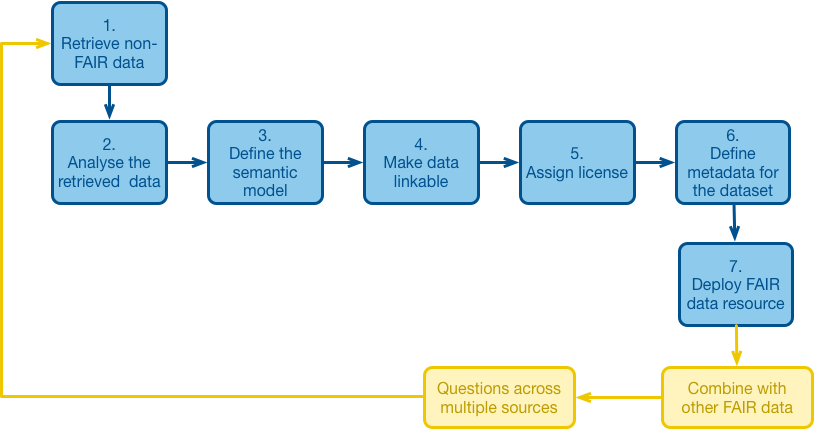 1.
Retrieve non-
FAIR data
2.
Analyse the
retrieved data
3.
Define the
semantic
model
4.
Make data
linkable
5.
Assign license
6.
Define
metadata for
the dataset
7.
Deploy FAIR
data resource
Combine with
other FAIR data
Questions across
multiple sources